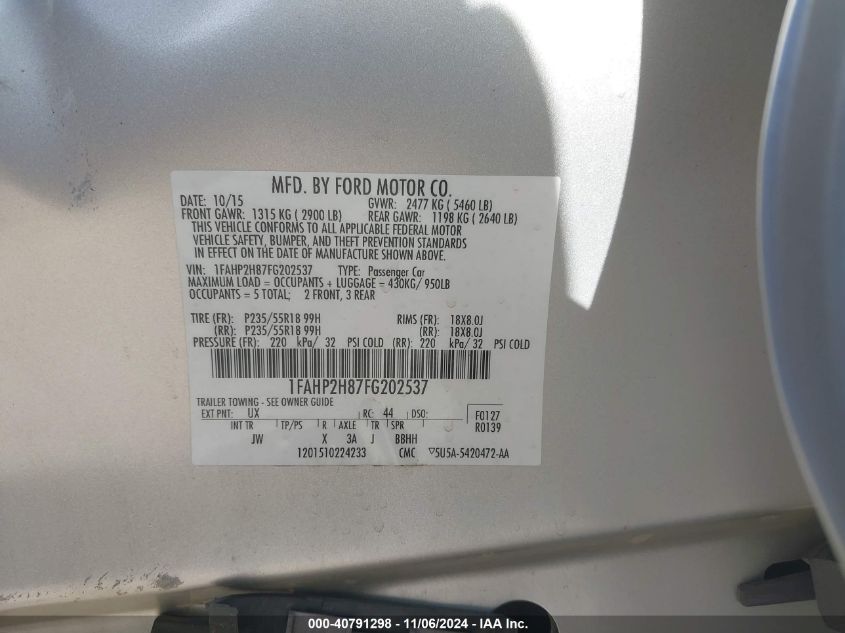 MFD. BY FORD MOTOR CO.
DATE: 10/15 GVWR: 2477 KG ( 5460 LB)
FRONT GAWR: 1315 KG ( 2900 LB) REAR GAWR: 1198 KG ( 2640 LB)
THIS VEHICLE CONFORMS TO ALL APPLICABLE FEDERAL MOTOR
VEHICLE SAFETY, BUMPER, AND THEFT PREVENTION STANDARDS
IN EFFECT ON THE DATE OF MANUFACTURE SHOWN ABOVE.
VIN: 1FAHP2H87FG202537 TYPE: Passenger Car
MAXIMUM LOAD = OCCUPANTS + LUGGAGE = 430KG/ 950LB
OCCUPANTS = 5 TOTAL; 2 FRONT, 3 REAR
TIRE (FR): P235/55R18 99H RIMS (FR): 18X8.0J
(RR): P235/55R18 99H (RR): 18X8.0J
PRESSURE (FR): 220 kPa/ 32 PSI COLD (RR): 220 kPa/ 32 PSI COLD
1FAHP2H87FG202537
TRAILER TOWING - SEE OWNER GUIDE
EXT PNT: UX RC: 44 DSO: F0127
INT TR TP/PS R AXLE TR SPR R0139
JW X 3A J BBHH
1201510224233 CMC ▽5U5A-5420472-AA
000-40791298 - 11/06/2024 - IAA Inc.